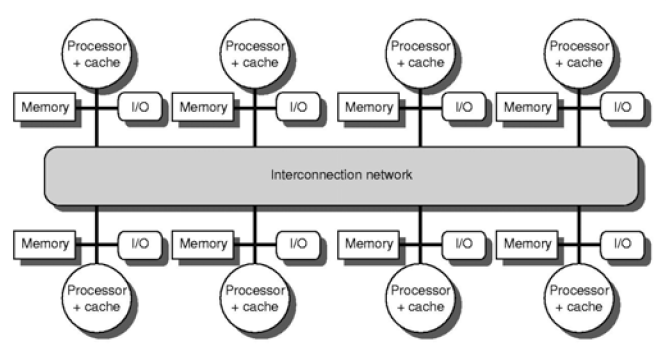 Processor
+ cache
Processor
+ cache
Processor
+ cache
Processor
+ cache
Memory
I/O
Memory
I/O
Memory
I/O
Memory
I/O
Interconnection network
Memory
I/O
Memory
I/O
Memory
I/O
Memory
I/O
Processor
+ cache
Processor
+ cache
Processor
+ cache
Processor
+ cache